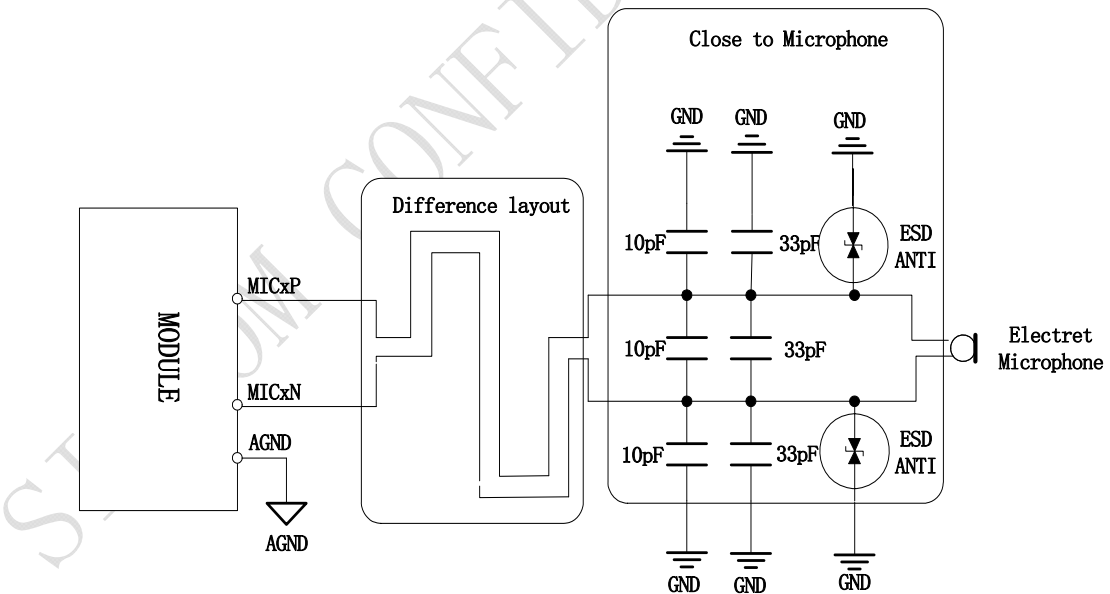 Close to Microphone
GND GND GND
Difference layout
10pF 33pF ESD
ANTI
MICxP
MODULE
10pF 33pF Electret
Microphone
MICxN
AGND
10pF 33pF ESD
ANTI
AGND
GND GND GND